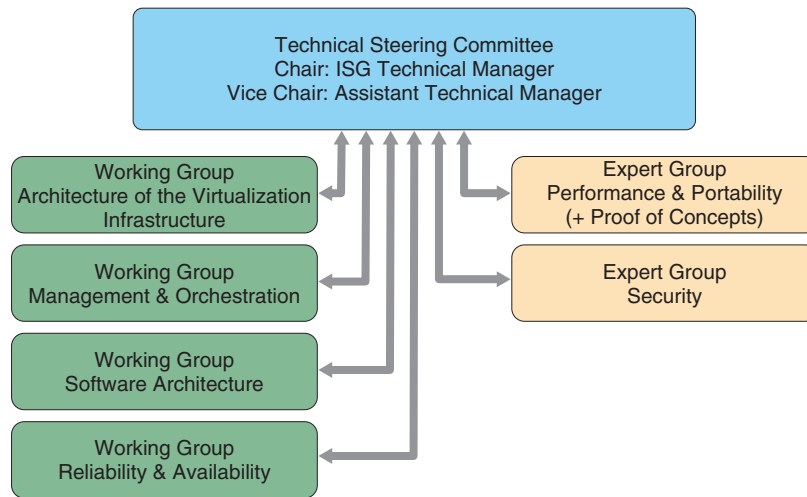 Technical Steering Committee
Chair: ISG Technical Manager
Vice Chair: Assistant Technical Manager
Working Group
Architecture of the Virtualization
Infrastructure
Working Group
Management & Orchestration
Working Group
Software Architecture
Working Group
Reliability & Availability
Expert Group
Performance & Portability
(+ Proof of Concepts)
Expert Group
Security